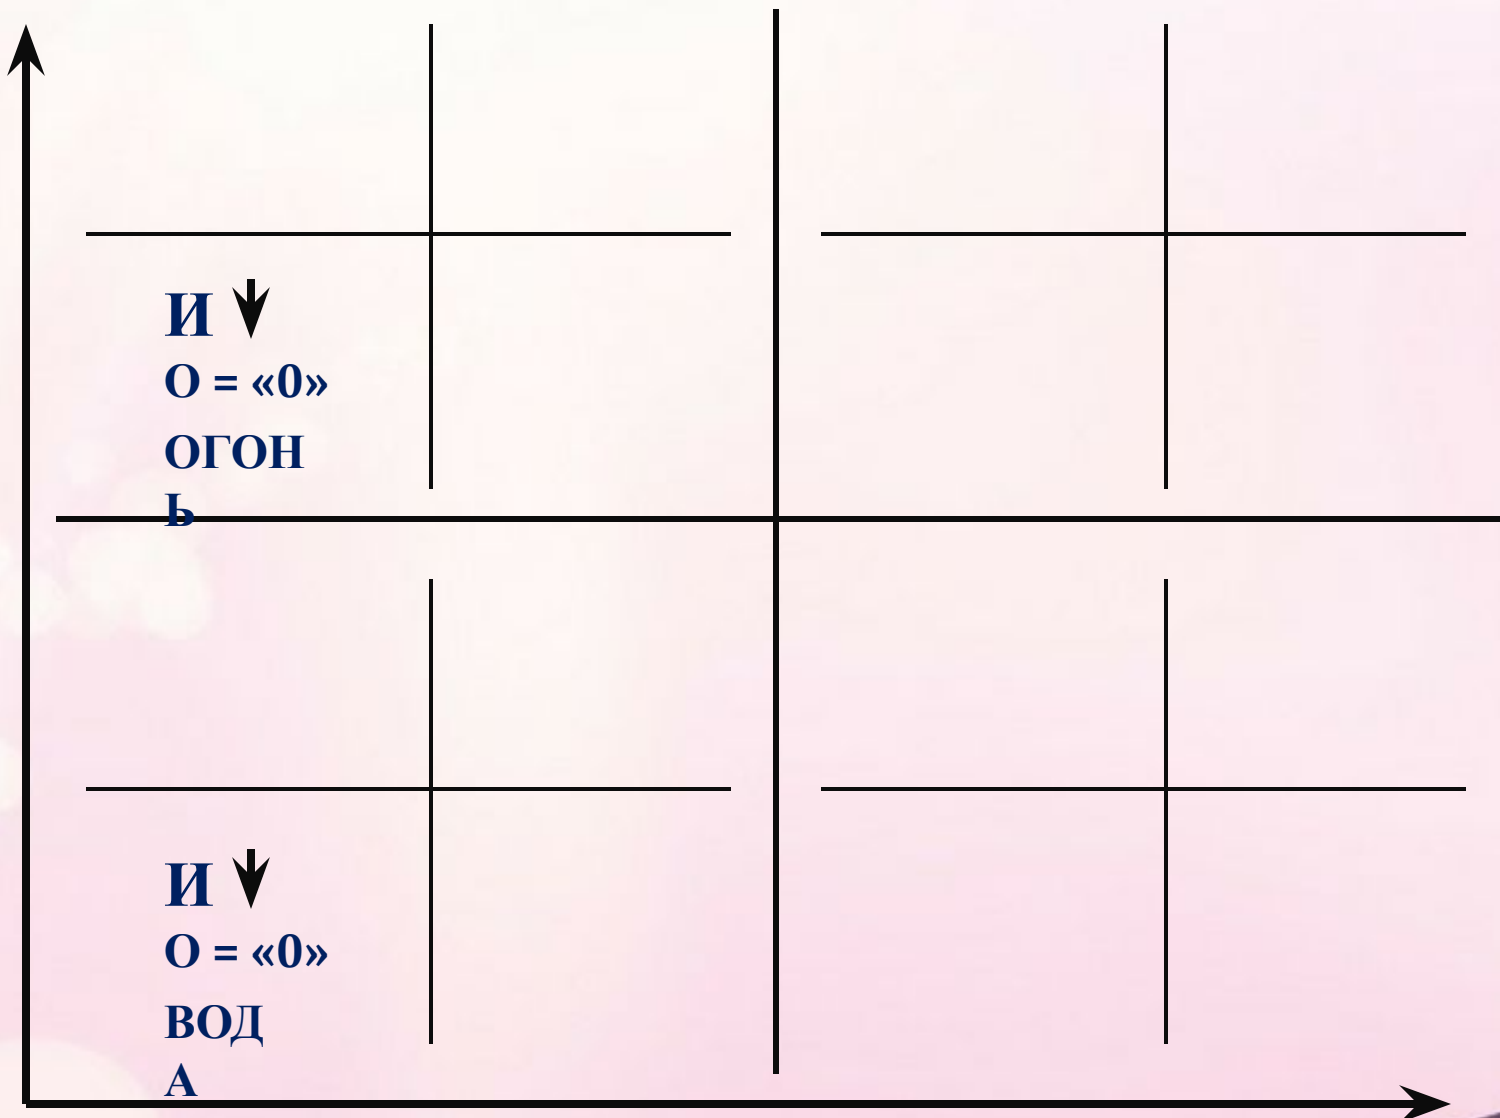 И
О = «0»
ОГОН
Ь
И
О = «0»
ВОД
А